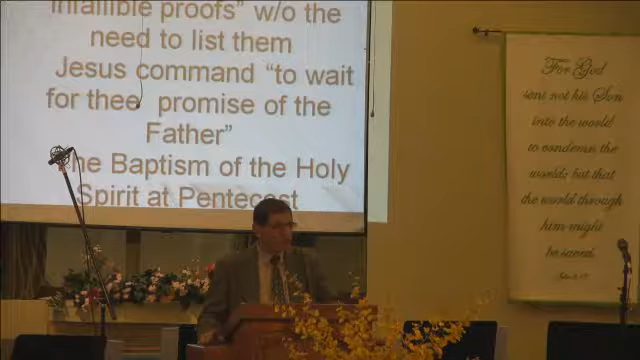 infallible proofs” w/o the
need to list them
Jesus command “to wait
for thee promise of the
Father”
The Baptism of the Holy
Spirit at Pentecost
For God
sent not his Son
into the world
to condemn the
world; but that
the world through
him might
be saved.